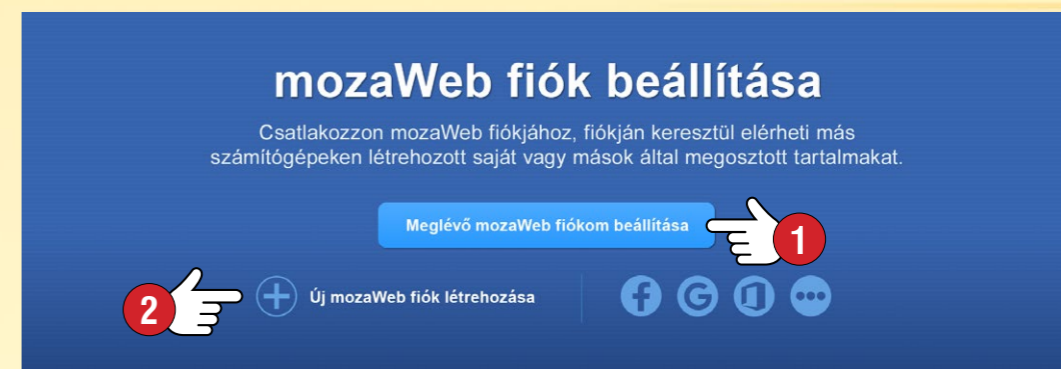 mozaWeb fiók beállítása
Csatlakozzon mozaWeb fiókjához, fiókján keresztül elérheti más
számítógépeken létrehozott saját vagy mások által megosztott tartalmakat.
Meglévő mozaWeb fiókom beállítása
1
2
Új mozaWeb fiók létrehozása